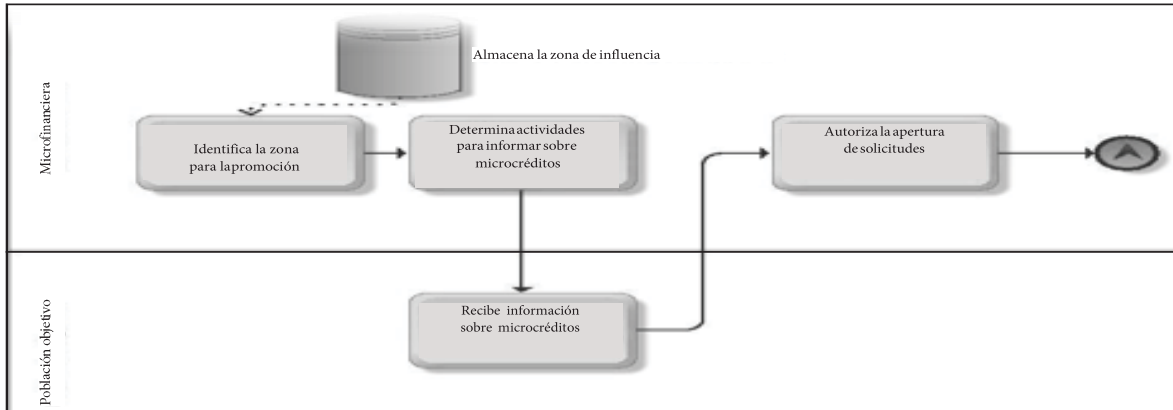 Almacena la zona de influencia
Microfinanciera
Identifica la zona
para lapromoción
Determina actividades
para informar sobre
microcréditos
Autoriza la apertura
de solicitudes
Población objetivo
Recibe información
sobre microcréditos